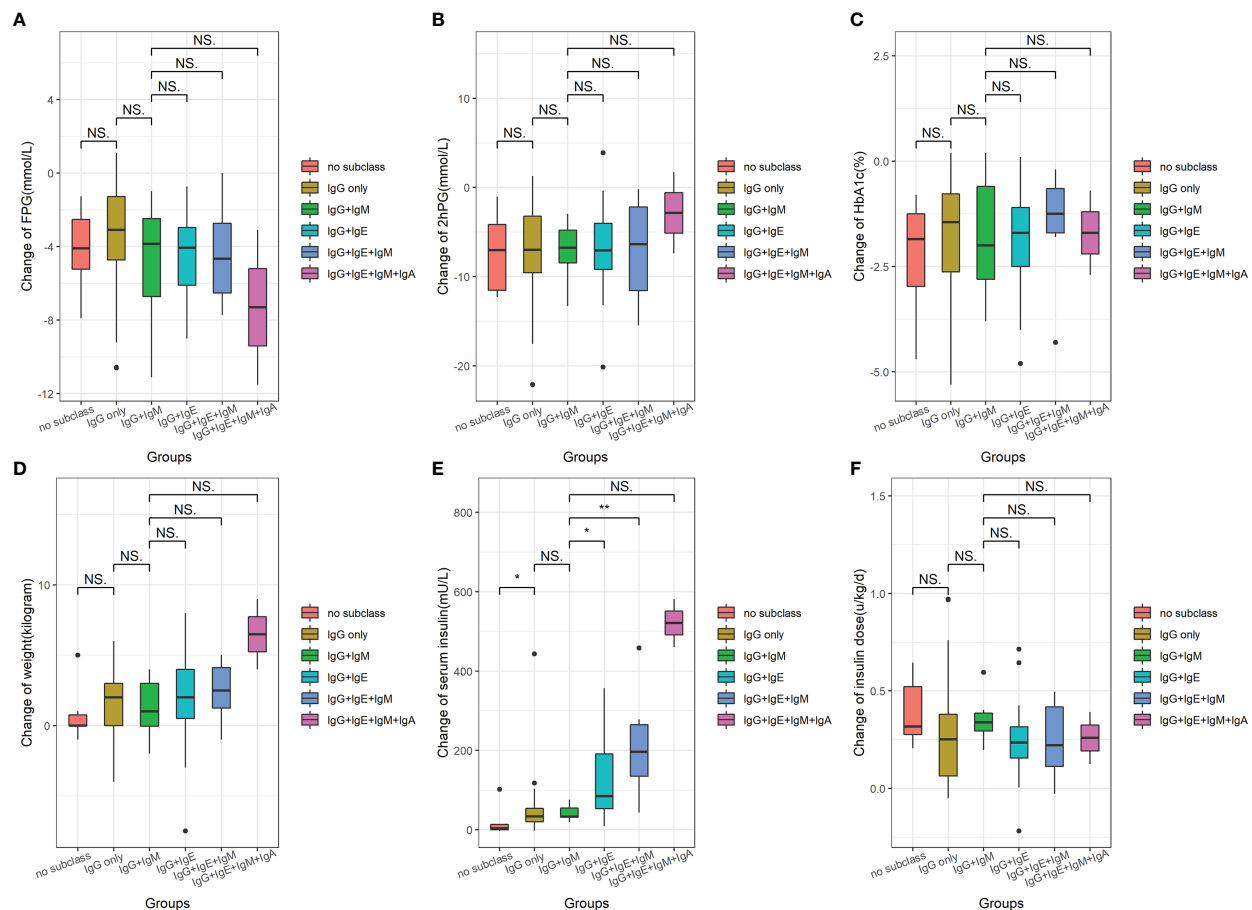 A
NS.
NS.
NS.
NS.
NS.
4
0
-4
-8
-12
Change of FPG(mmol/L)
no subclass
IgG only
IgG+IgM
IgG+IgE
IgG+IgE+IgM
IgG+IgE+IgM+IgA
Groups
no subclass
IgG only
IgG+IgM
IgG+IgE
IgG+IgE+IgM
IgG+IgE+IgM+IgA
B
NS.
NS.
NS.
NS.
NS.
10
0
-10
-20
Change of 2hPG(mmol/L)
no subclass
IgG only
IgG+IgM
IgG+IgE
IgG+IgE+IgM
IgG+IgE+IgM+IgA
Groups
no subclass
IgG only
IgG+IgM
IgG+IgE
IgG+IgE+IgM
IgG+IgE+IgM+IgA
C
NS.
NS.
NS.
NS.
NS.
2.5
0.0
-2.5
-5.0
Change of HbA1c(%)
no subclass
IgG only
IgG+IgM
IgG+IgE
IgG+IgE+IgM
IgG+IgE+IgM+IgA
Groups
no subclass
IgG only
IgG+IgM
IgG+IgE
IgG+IgE+IgM
IgG+IgE+IgM+IgA
D
NS.
NS.
NS.
NS.
NS.
10
0
Change of weight(kilogram)
no subclass
IgG only
IgG+IgM
IgG+IgE
IgG+IgE+IgM
IgG+IgE+IgM+IgA
Groups
no subclass
IgG only
IgG+IgM
IgG+IgE
IgG+IgE+IgM
IgG+IgE+IgM+IgA
E
NS.
**
*
NS.
*
800
600
400
200
0
Change of serum insulin(mU/L)
no subclass
IgG only
IgG+IgM
IgG+IgE
IgG+IgE+IgM
IgG+IgE+IgM+IgA
Groups
no subclass
IgG only
IgG+IgM
IgG+IgE
IgG+IgE+IgM
IgG+IgE+IgM+IgA
F
NS.
NS.
NS.
NS.
NS.
1.5
1.0
0.5
0.0
Change of insulin dose(u/kg/d)
no subclass
IgG only
IgG+IgM
IgG+IgE
IgG+IgE+IgM
IgG+IgE+IgM+IgA
Groups
no subclass
IgG only
IgG+IgM
IgG+IgE
IgG+IgE+IgM
IgG+IgE+IgM+IgA